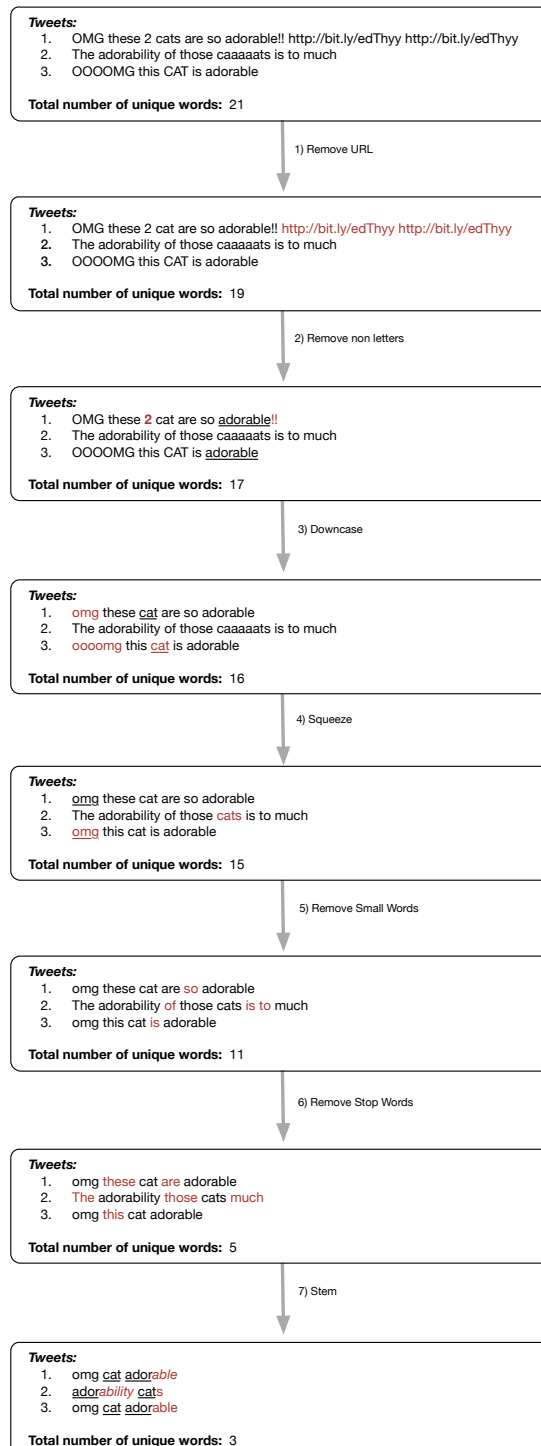 Tweets:
1. OMG these 2 cats are so adorable!! http://bit.ly/edThyy http://bit.ly/edThyy
2. The adorability of those caaaaats is to much
3. OOOOMG this CAT is adorable
Total number of unique words: 21
1) Remove URL
Tweets:
1. OMG these 2 cat are so adorable!! http://bit.ly/edThyy http://bit.ly/edThyy
2. The adorability of those caaaaats is to much
3. OOOOMG this CAT is adorable
Total number of unique words: 19
2) Remove non letters
Tweets:
1. OMG these 2 cat are so adorable!!
2. The adorability of those caaaaats is to much
3. OOOOMG this CAT is adorable
Total number of unique words: 17
3) Downcase
Tweets:
1. omg these cat are so adorable
2. The adorability of those caaaaats is to much
3. oooomg this cat is adorable
Total number of unique words: 16
4) Squeeze
Tweets:
1. omg these cat are so adorable
2. The adorability of those cats is to much
3. omg this cat is adorable
Total number of unique words: 15
5) Remove Small Words
Tweets:
1. omg these cat are so adorable
2. The adorability of those cats is to much
3. omg this cat is adorable
Total number of unique words: 11
6) Remove Stop Words
Tweets:
1. omg these cat are adorable
2. The adorability those cats much
3. omg this cat adorable
Total number of unique words: 5
7) Stem
Tweets:
1. omg cat adorable
2. adorability cats
3. omg cat adorable
Total number of unique words: 3